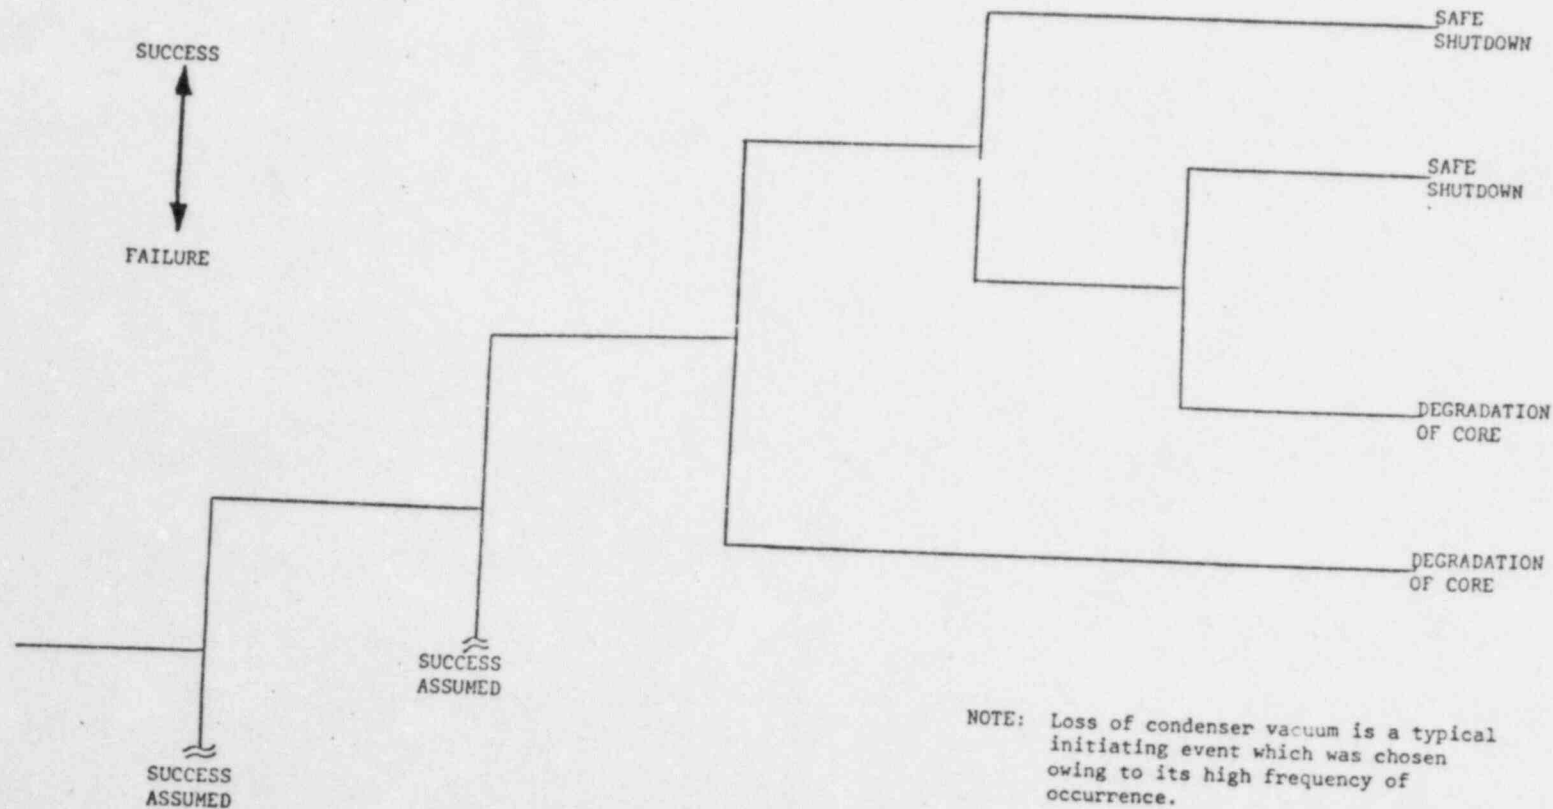 SUCCESS
FAILURE
SAFE
SHUTDOWN
SAFE
SHUTDOWN
DEGRADATION
OF CORE
DEGRADATION
OF CORE
SUCCESS
ASSUMED
SUCCESS
ASSUMED
NOTE: Loss of condenser vacuum is a typical
initiating event which was chosen
owing to its high frequency of
occurrence.